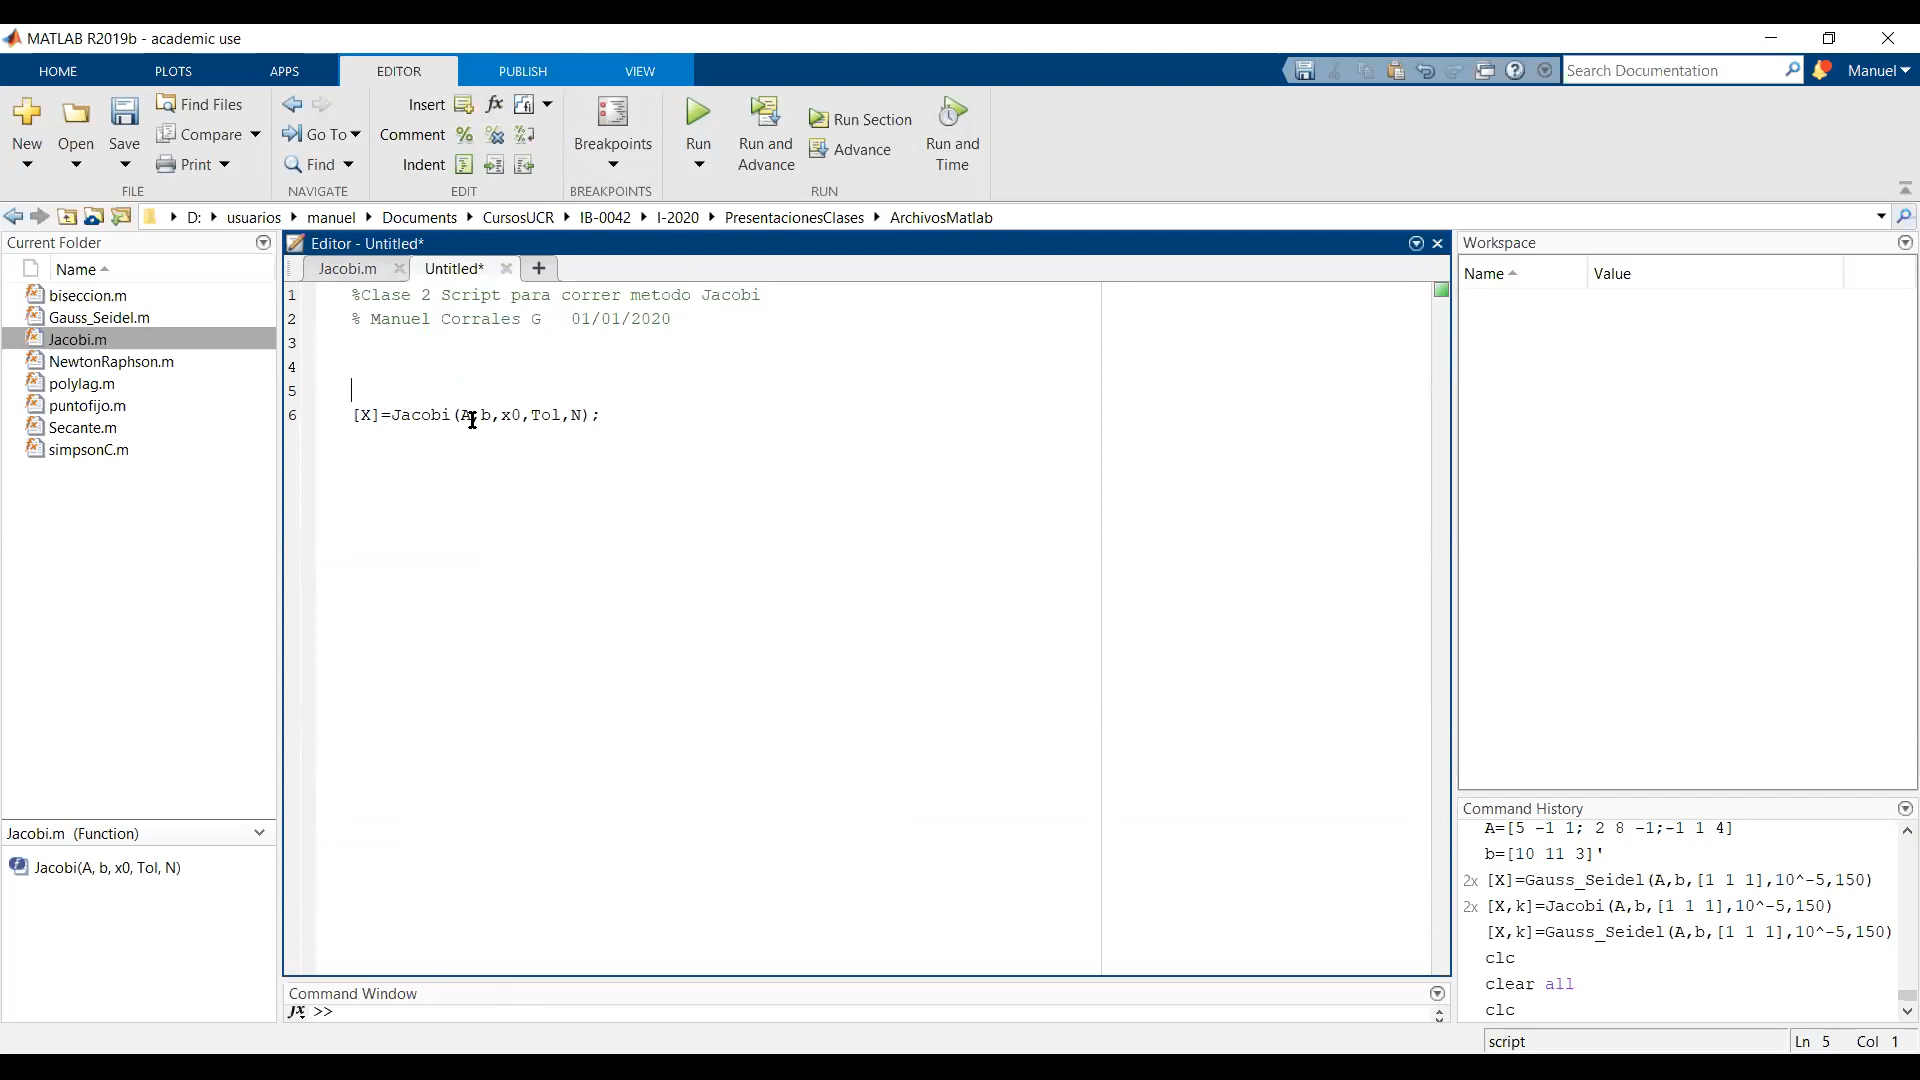 MATLAB R2019b - academic use
HOME PLOTS APPS EDITOR PUBLISH VIEW
Search Documentation Manuel
New Open Save
Find Files
Compare
Print
FILE
Go To
Find
NAVIGATE
Insert fx
Comment
Indent
EDIT
Breakpoints
BREAKPOINTS
Run
Run and Advance
Run Section
Advance
Run and Time
RUN
D: usuarios manuel Documents CursosUCR IB-0042 I-2020 PresentacionesClases ArchivosMatlab
Current Folder
Name
biseccion.m
Gauss_Seidel.m
Jacobi.m
NewtonRaphson.m
polylag.m
puntofijo.m
Secante.m
simpsonC.m
Jacobi.m (Function)
Jacobi(A, b, x0, Tol, N)
Editor - Untitled*
Jacobi.m Untitled*
1 %Clase 2 Script para correr metodo Jacobi
2 % Manuel Corrales G 01/01/2020
3
4
5
6 [X]=Jacobi(A,b,x0,Tol,N);
Command Window
fx >>
Workspace
Name Value
Command History
A=[5 -1 1; 2 8 -1;-1 1 4]
b=[10 11 3]'
2x [X]=Gauss_Seidel(A,b,[1 1 1],10^-5,150)
2x [X,k]=Jacobi(A,b,[1 1 1],10^-5,150)
[X,k]=Gauss_Seidel(A,b,[1 1 1],10^-5,150)
clc
clear all
clc
script Ln 5 Col 1